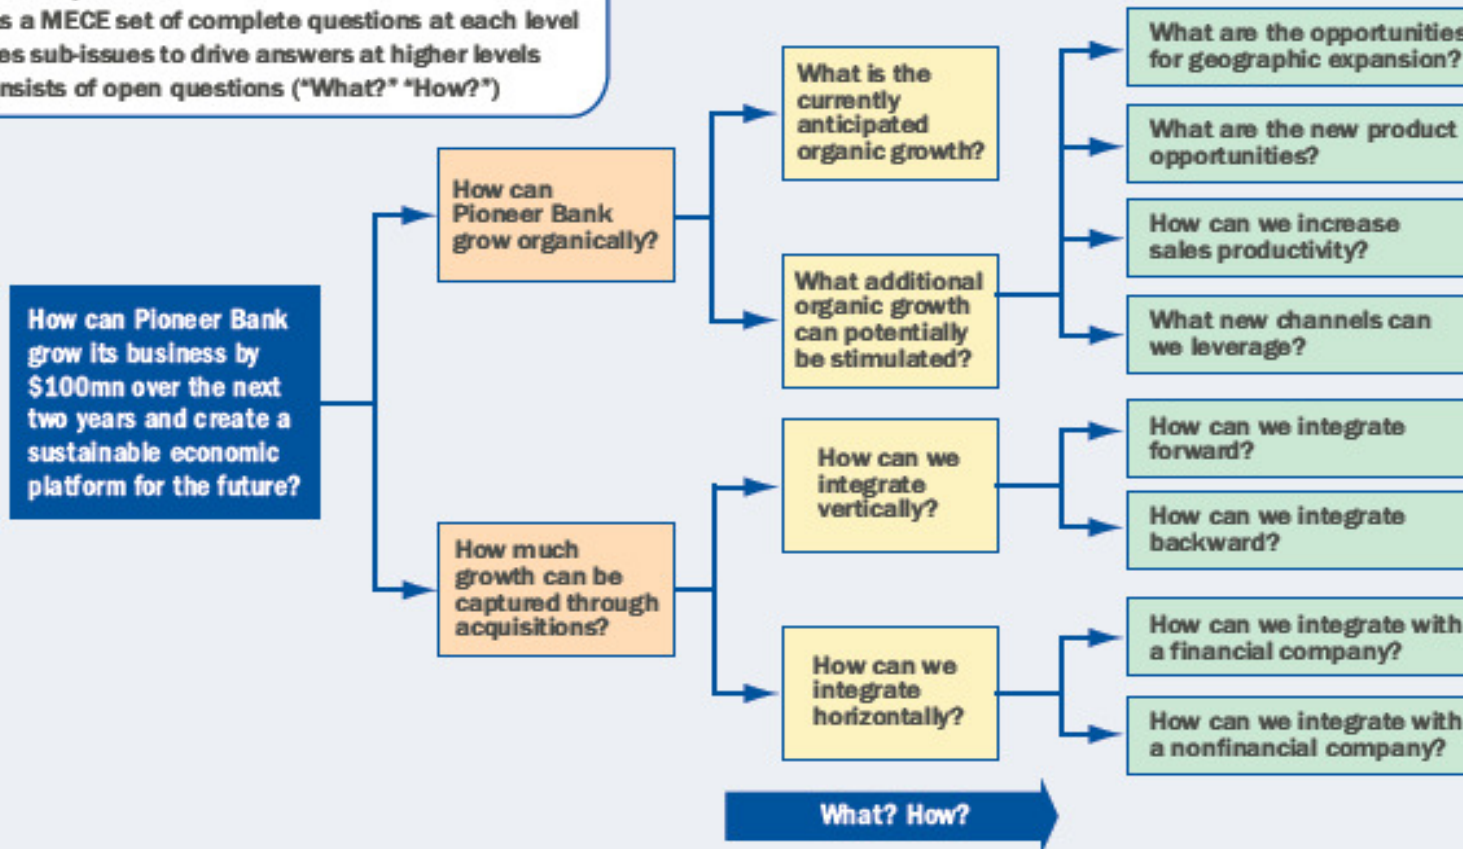 s a MECE set of complete questions at each level
es sub-issues to drive answers at higher levels
nsists of open questions ("What?" "How?")
How can Pioneer Bank
grow its business by
$100mn over the next
two years and create a
sustainable economic
platform for the future?
How can
Pioneer Bank
grow organically?
How much
growth can be
captured through
acquisitions?
What is the
currently
anticipated
organic growth?
What additional
organic growth
can potentially
be stimulated?
How can we
integrate
vertically?
How can we
integrate
horizontally?
What are the opportunities
for geographic expansion?
What are the new product
opportunities?
How can we increase
sales productivity?
What new channels can
we leverage?
How can we integrate
forward?
How can we integrate
backward?
How can we integrate with
a financial company?
How can we integrate with
a nonfinancial company?
What? How?